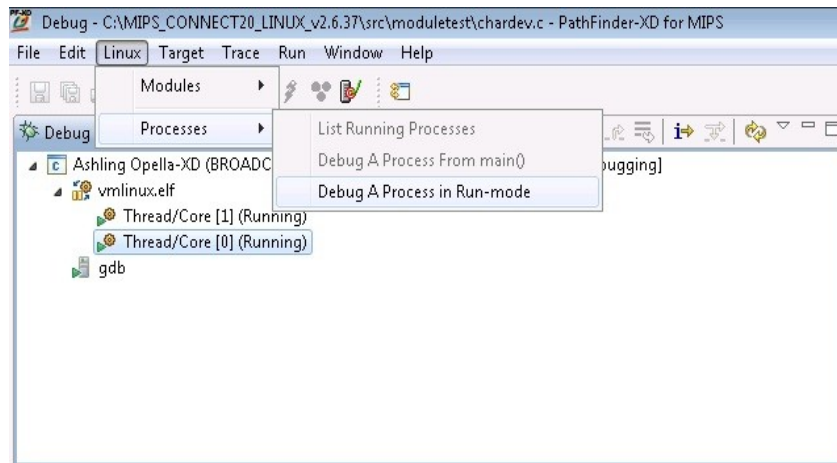 Debug - C:\MIPS_CONNECT20_LINUX_v2.6.37\src\moduletest\chardev.c - PathFinder-XD for MIPS
File Edit Linux Target Trace Run Window Help
Modules
Debug
Processes
List Running Processes
Debug A Process From main()
Debug A Process in Run-mode
Ashling Opella-XD (BROADC
ugging]
vmlinux.elf
Thread/Core [1] (Running)
Thread/Core [0] (Running)
gdb